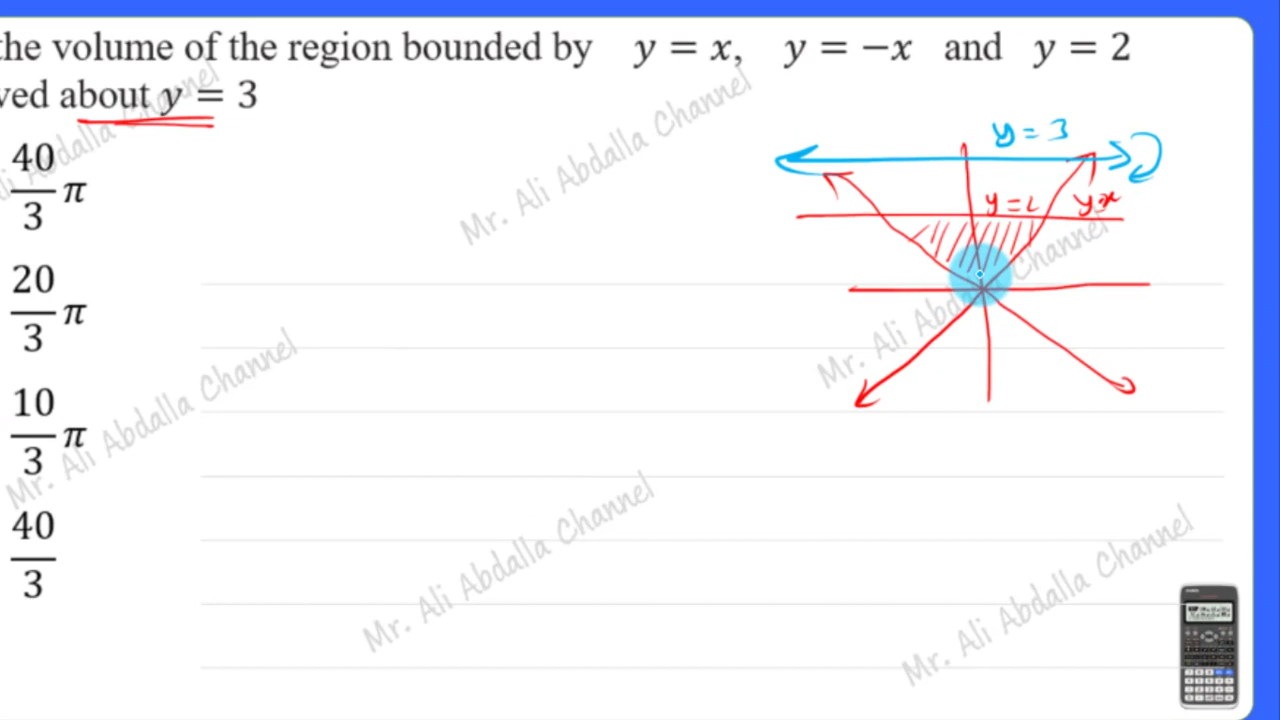 the volume of the region bounded by y = x, y = −x and y = 2
ved about y = 3
40/3 π
20/3 π
10/3 π
40/3
y = 3
y = 2
y = x
Mr. Ali Abdalla Channel
Mr. Ali Abdalla Channel
Mr. Ali Abdalla Channel
Mr. Ali Abdalla Channel
Mr. Ali Abdalla Channel
Mr. Ali Abdalla Channel